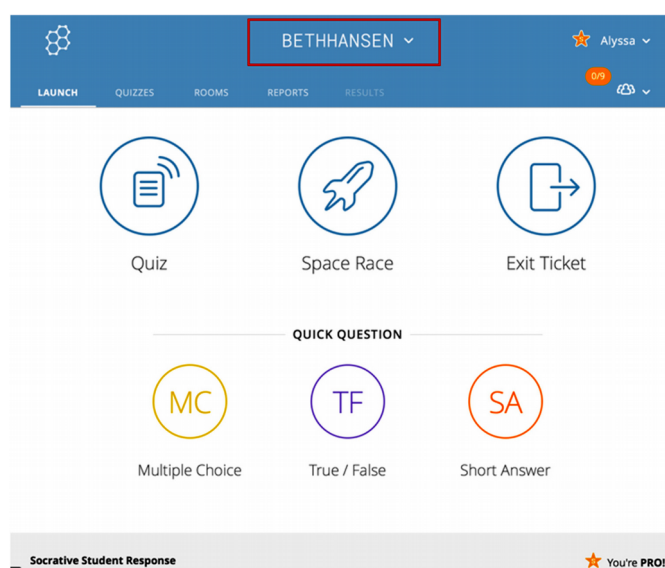 BETHHANSEN
Alyssa
LAUNCH QUIZZES ROOMS REPORTS RESULTS
0/9
Quiz Space Race Exit Ticket
QUICK QUESTION
MC TF SA
Multiple Choice True / False Short Answer
Socrative Student Response You're PRO!